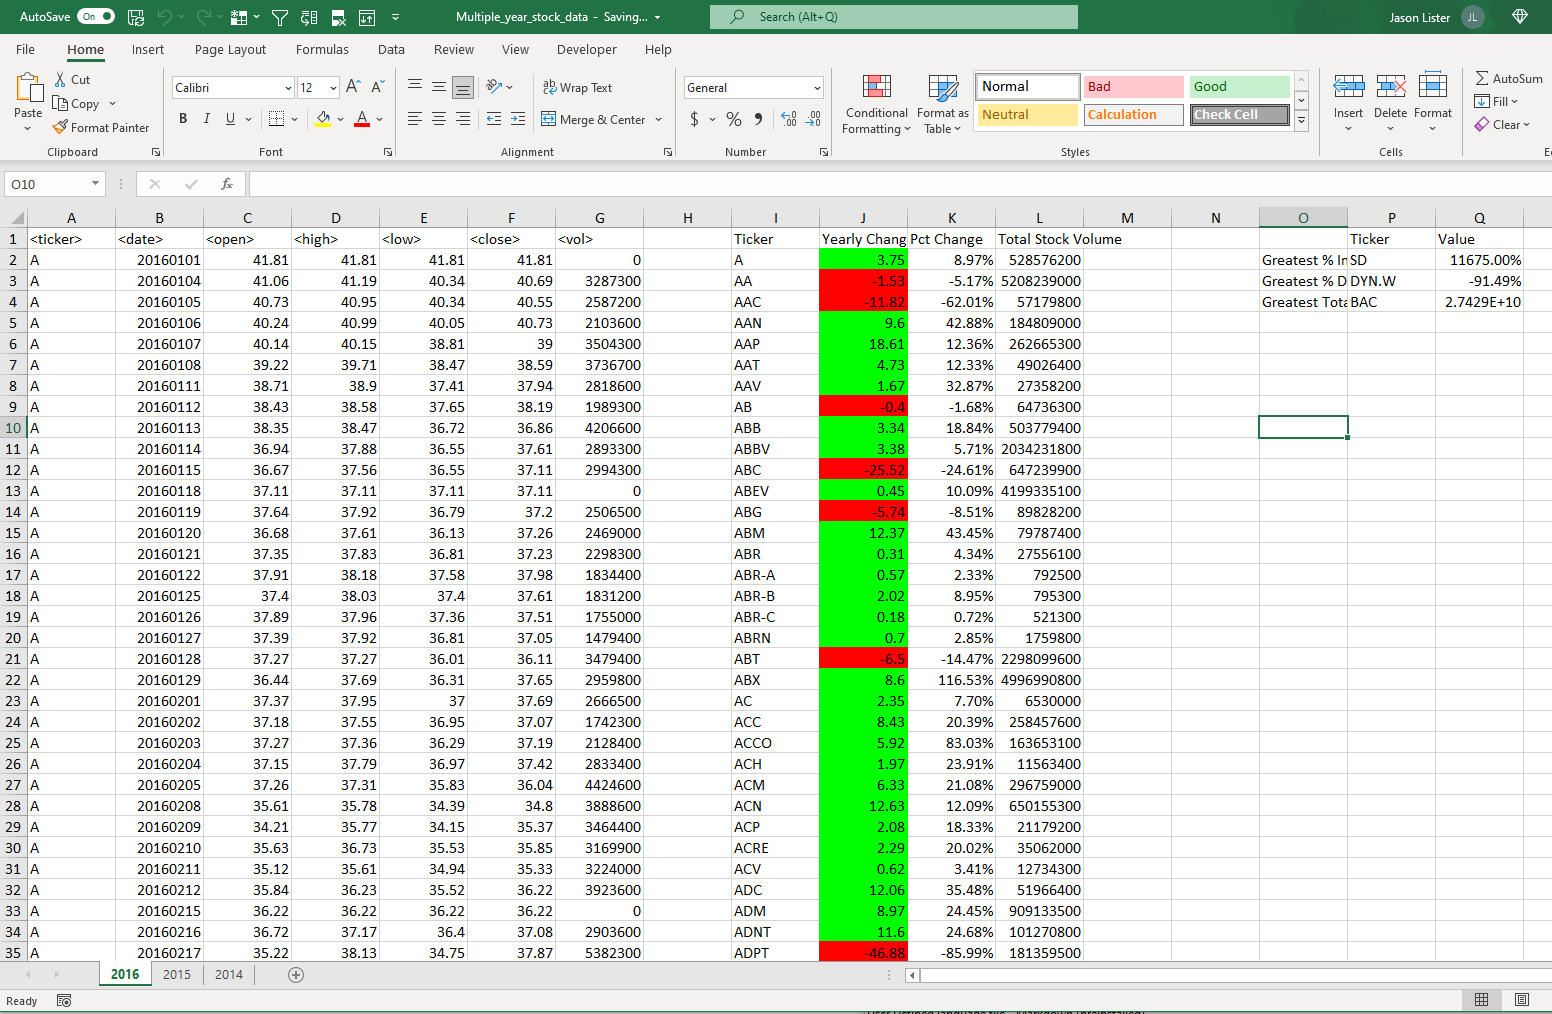 AutoSave On Multiple_year_stock_data - Saving... Search (Alt+Q) Jason Lister JL
File Home Insert Page Layout Formulas Data Review View Developer Help
Paste Cut Copy Format Painter Clipboard
Calibri 12 A A B I U A Font
ab Wrap Text Merge & Center Alignment
General $ % Number
Conditional Formatting Format as Table
Normal Bad Good
Neutral Calculation Check Cell
Styles
Insert Delete Format Cells
AutoSum Fill Clear
O10 fx
A B C D E F G H I J K L M N O P Q
1 <ticker> <date> <open> <high> <low> <close> <vol> Ticker Yearly Chang Pct Change Total Stock Volume Ticker Value
2 A 20160101 41.81 41.81 41.81 41.81 0 A 3.75 8.97% 528576200 Greatest % In SD 11675.00%
3 A 20160104 41.06 41.19 40.34 40.69 3287300 AA -1.53 -5.17% 5208239000 Greatest % D DYN.W -91.49%
4 A 20160105 40.73 40.95 40.34 40.55 2587200 AAC -11.82 -62.01% 57179800 Greatest Tota BAC 2.7429E+10
5 A 20160106 40.24 40.99 40.05 40.73 2103600 AAN 9.6 42.88% 184809000
6 A 20160107 40.14 40.15 38.81 39 3504300 AAP 18.61 12.36% 262665300
7 A 20160108 39.22 39.71 38.47 38.59 3736700 AAT 4.73 12.33% 49026400
8 A 20160111 38.71 38.9 37.41 37.94 2818600 AAV 1.67 32.87% 27358200
9 A 20160112 38.43 38.58 37.65 38.19 1989300 AB -0.4 -1.68% 64736300
10 A 20160113 38.35 38.47 36.72 36.86 4206600 ABB 3.34 18.84% 503779400
11 A 20160114 36.94 37.88 36.55 37.61 2893300 ABBV 3.38 5.71% 2034231800
12 A 20160115 36.67 37.56 36.55 37.11 2994300 ABC -25.52 -24.61% 647239900
13 A 20160118 37.11 37.11 37.11 37.11 0 ABEV 0.45 10.09% 4199335100
14 A 20160119 37.64 37.92 36.79 37.2 2506500 ABG -5.74 -8.51% 89828200
15 A 20160120 36.68 37.61 36.13 37.26 2469000 ABM 12.37 43.45% 79787400
16 A 20160121 37.35 37.83 36.81 37.23 2298300 ABR 0.31 4.34% 27556100
17 A 20160122 37.91 38.18 37.58 37.98 1834400 ABR-A 0.57 2.33% 792500
18 A 20160125 37.4 38.03 37.4 37.61 1831200 ABR-B 2.02 8.95% 795300
19 A 20160126 37.89 37.96 37.36 37.51 1755000 ABR-C 0.18 0.72% 521300
20 A 20160127 37.39 37.92 36.81 37.05 1479400 ABRN 0.7 2.85% 1759800
21 A 20160128 37.27 37.27 36.01 36.11 3479400 ABT -6.5 -14.47% 2298099600
22 A 20160129 36.44 37.69 36.31 37.65 2959800 ABX 8.6 116.53% 4996990800
23 A 20160201 37.37 37.95 37 37.69 2666500 AC 2.35 7.70% 6530000
24 A 20160202 37.18 37.55 36.95 37.07 1742300 ACC 8.43 20.39% 258457600
25 A 20160203 37.27 37.36 36.29 37.19 2128400 ACCO 5.92 83.03% 163653100
26 A 20160204 37.15 37.79 36.97 37.42 2833400 ACH 1.97 23.91% 11563400
27 A 20160205 37.26 37.31 35.83 36.04 4424600 ACM 6.33 21.08% 296759000
28 A 20160208 35.61 35.78 34.39 34.8 3888600 ACN 12.63 12.09% 650155300
29 A 20160209 34.21 35.77 34.15 35.37 3464400 ACP 2.08 18.33% 21179200
30 A 20160210 35.63 36.73 35.53 35.85 3169900 ACRE 2.29 20.02% 35062000
31 A 20160211 35.12 35.61 34.94 35.33 3224000 ACV 0.62 3.41% 12734300
32 A 20160212 35.84 36.23 35.52 36.22 3923600 ADC 12.06 35.48% 51966400
33 A 20160215 36.22 36.22 36.22 36.22 0 ADM 8.97 24.45% 909133500
34 A 20160216 36.72 37.17 36.4 37.08 2903600 ADNT 11.6 24.68% 101270800
35 A 20160217 35.22 38.13 34.75 37.87 5382300 ADPT -46.88 -85.99% 181359500
2016 2015 2014
Ready